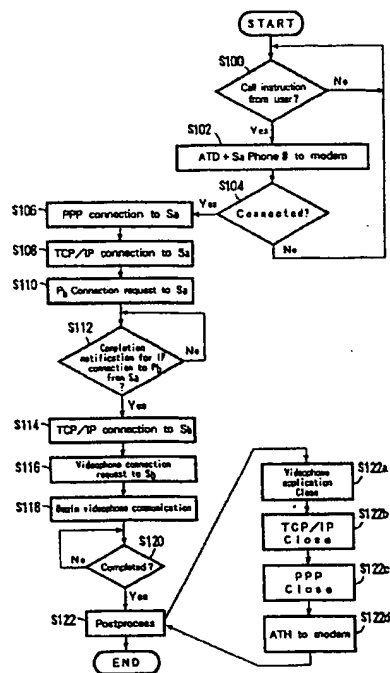 START
S100
Call instruction
from user?
No
Yes
S102
ATD + Sa Phone # to modem
S104
Connected?
Yes
No
S106
PPP connection to Sa
S108
TCP/IP connection to Sa
S110
Pb Connection request to Sa
S112
Completion
notification for IP
connection to Pb
from Sa
?
No
Yes
S114
TCP/IP connection to Sb
S116
Videophone connection
request to Sb
S118
Begin videophone communication
S120
Completed?
No
Yes
S122
Postprocess
END
S122a
Videophone
application
Close
S122b
TCP/IP
Close
S122c
PPP
Close
S122d
ATH to modem